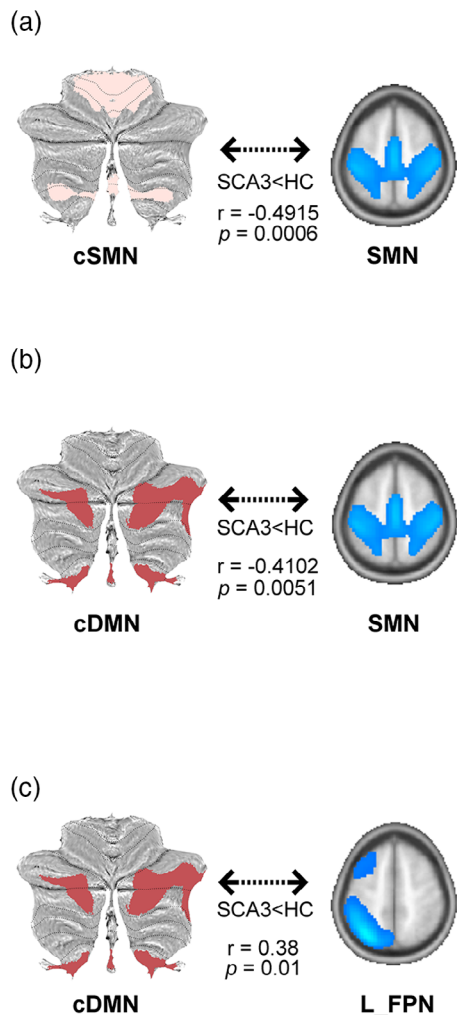 (a)
SCA3<HC
r = -0.4915
p = 0.0006
cSMN
SMN
(b)
SCA3<HC
r = -0.4102
p = 0.0051
cDMN
SMN
(c)
SCA3<HC
r = 0.38
p = 0.01
cDMN
L_FPN